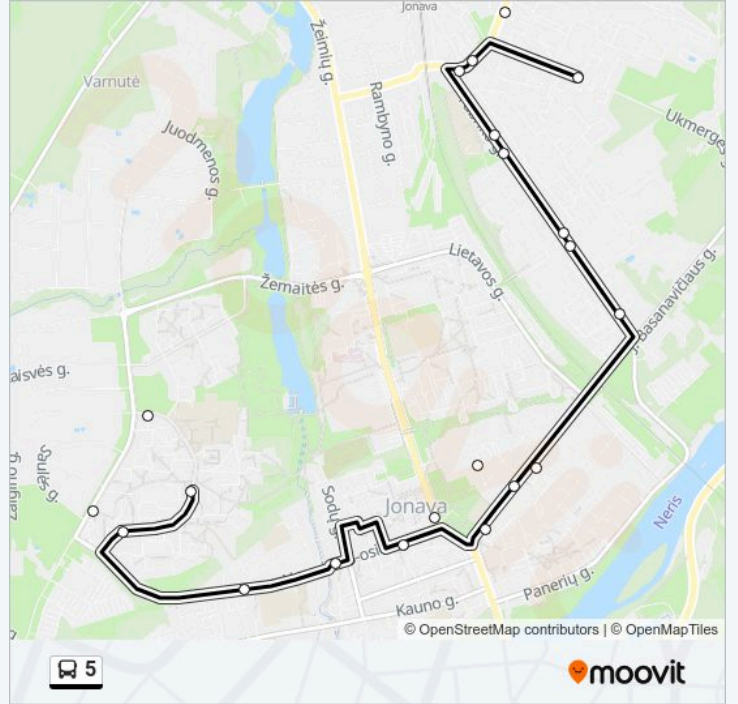 Jonava
Žeimių g.
Varnutė
Rambyno g.
Juodmenos g.
Ukmergės
Lietavos g.
Žemaitės g.
J. Basanavičiaus g.
aisvės g.
Saulės g.
Sodų g.
Jonava
Neris
Panerių g.
Kauno g.
© OpenStreetMap contributors | © OpenMapTiles
5
moovit